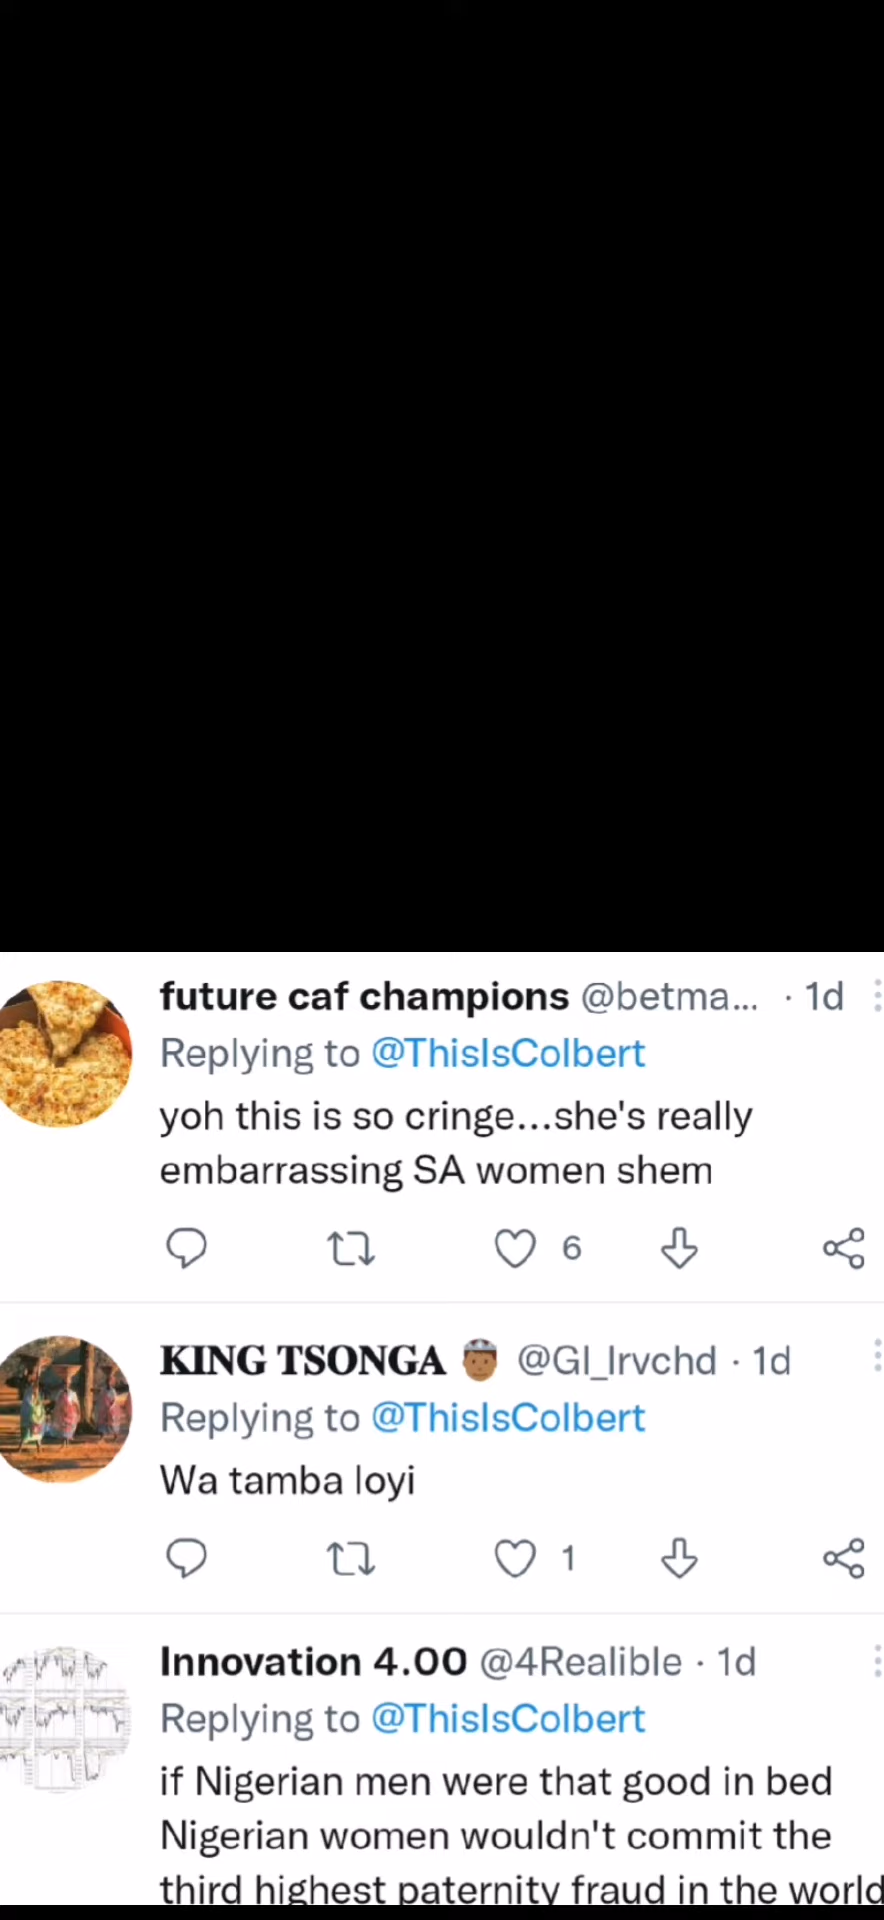 future caf champions @betma... · 1d
Replying to @ThisIsColbert
yoh this is so cringe...she's really
embarrassing SA women shem
6
KING TSONGA @Gl_lrvchd · 1d
Replying to @ThisIsColbert
Wa tamba loyi
1
Innovation 4.00 @4Realible · 1d
Replying to @ThisIsColbert
if Nigerian men were that good in bed
Nigerian women wouldn't commit the
third highest paternity fraud in the world